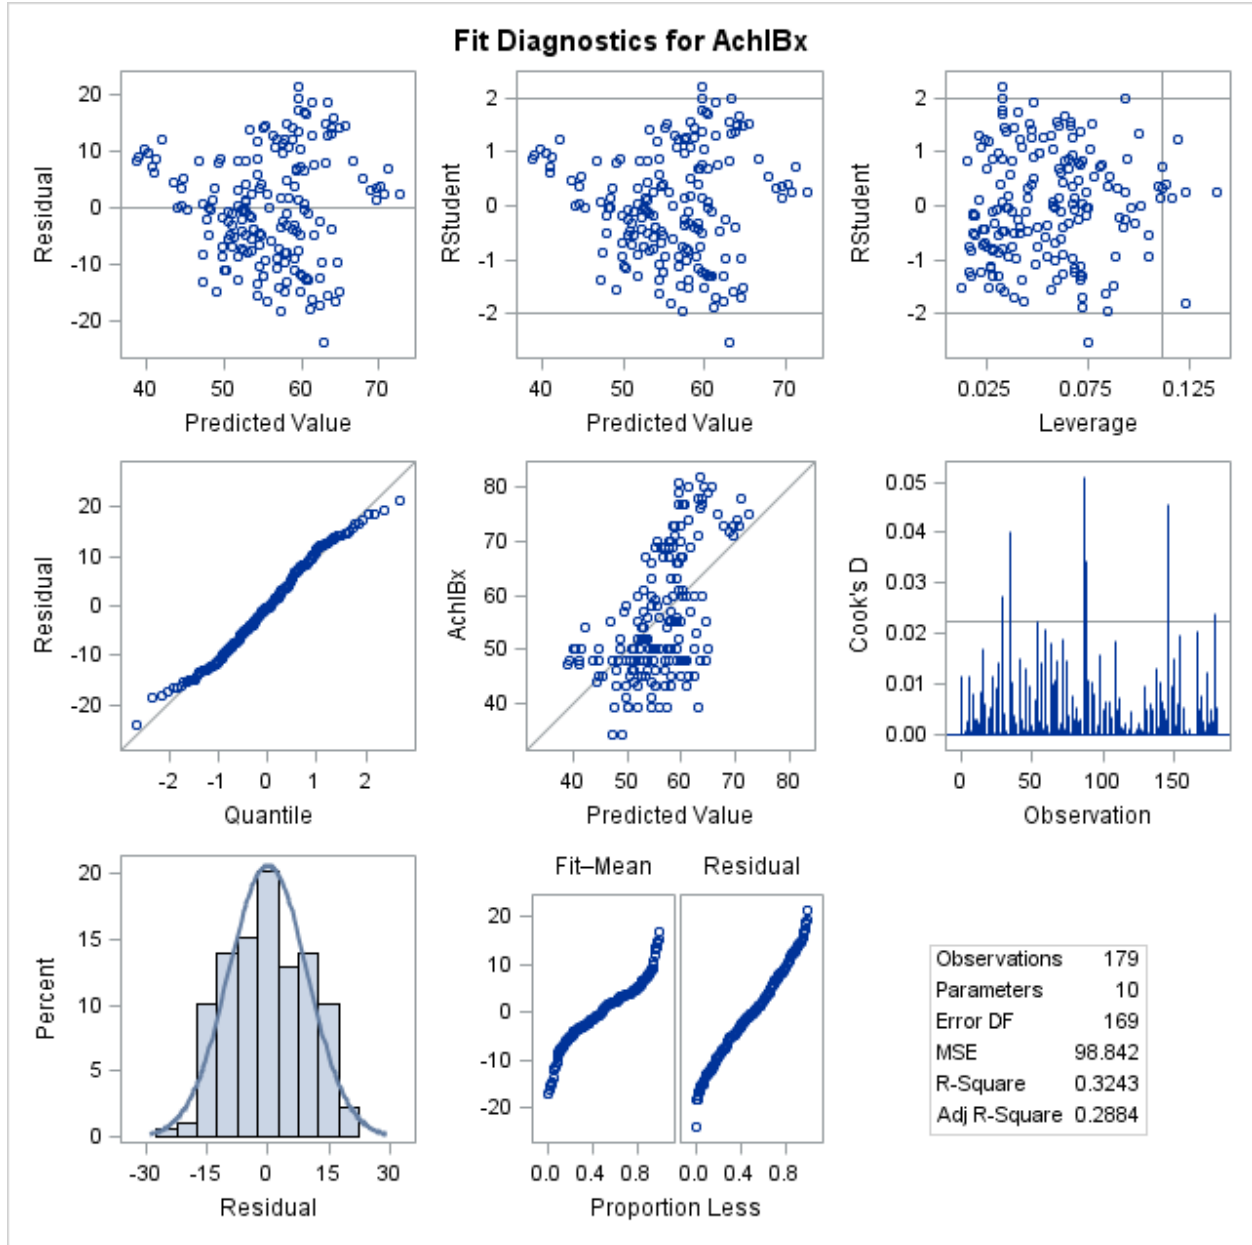 Fit Diagnostics for AchIBx
Residual
20
10
0
-10
-20
40 50 60 70
Predicted Value
RStudent
2
1
0
-1
-2
40 50 60 70
Predicted Value
RStudent
2
1
0
-1
-2
0.025 0.075 0.125
Leverage
Residual
20
10
0
-10
-20
-2 -1 0 1 2
Quantile
AchIBx
80
70
60
50
40
40 50 60 70 80
Predicted Value
Cook's D
0.05
0.04
0.03
0.02
0.01
0.00
0 50 100 150
Observation
Percent
20
15
10
5
0
-30 -15 0 15 30
Residual
Fit–Mean Residual
20
10
0
-10
-20
0.0 0.4 0.8 0.0 0.4 0.8
Proportion Less
Observations 179
Parameters 10
Error DF 169
MSE 98.842
R-Square 0.3243
Adj R-Square 0.2884